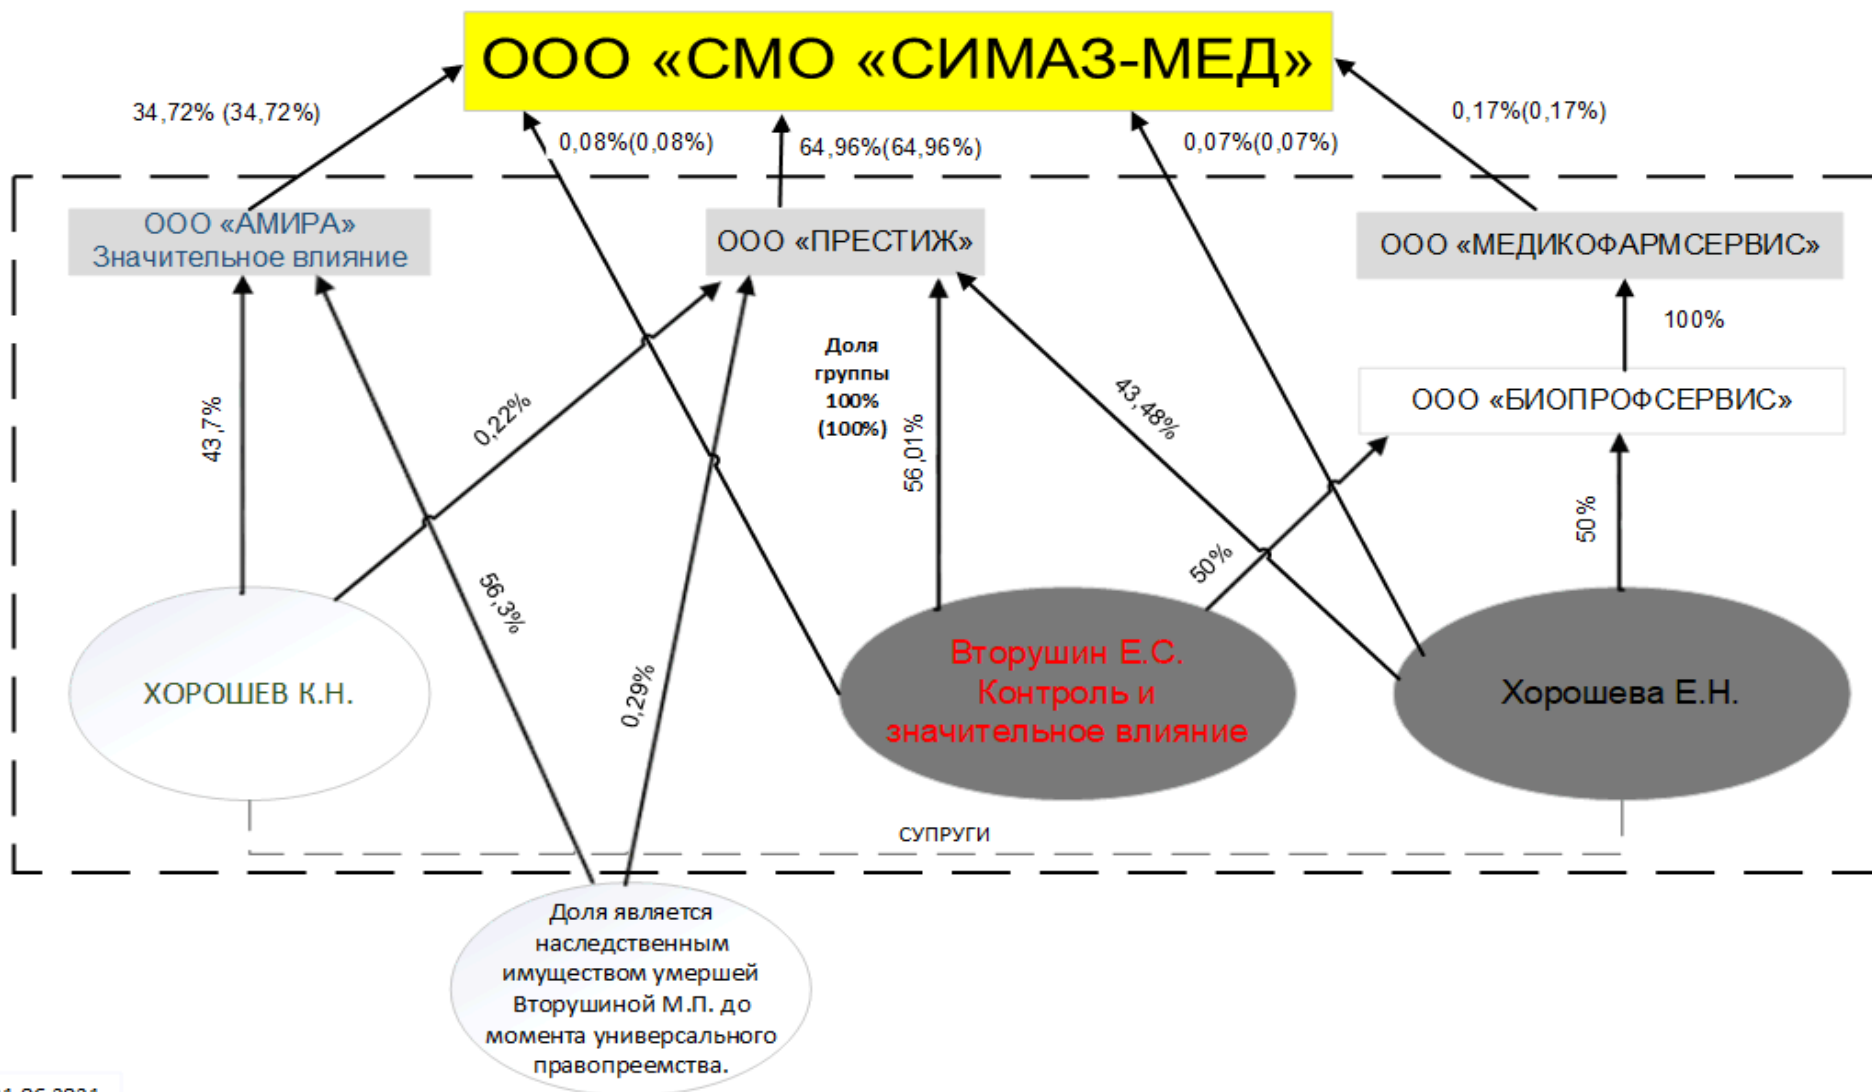 ООО «СМО «СИМАЗ-МЕД»
34,72% (34,72%)
0,08%(0,08%)
64,96%(64,96%)
0,07%(0,07%)
0,17%(0,17%)
ООО «АМИРА»
Значительное влияние
ООО «ПРЕСТИЖ»
ООО «МЕДИКОФАРМСЕРВИС»
100%
ООО «БИОПРОФСЕРВИС»
43,7%
0,22%
Доля
группы
100%
(100%)
56,01%
43,48%
50%
50%
56,3%
0,29%
ХОРОШЕВ К.Н.
Вторушин Е.С.
Контроль и
значительное влияние
Хорошева Е.Н.
СУПРУГИ
Доля является
наследственным
имуществом умершей
Вторушиной М.П. до
момента универсального
правопреемства.